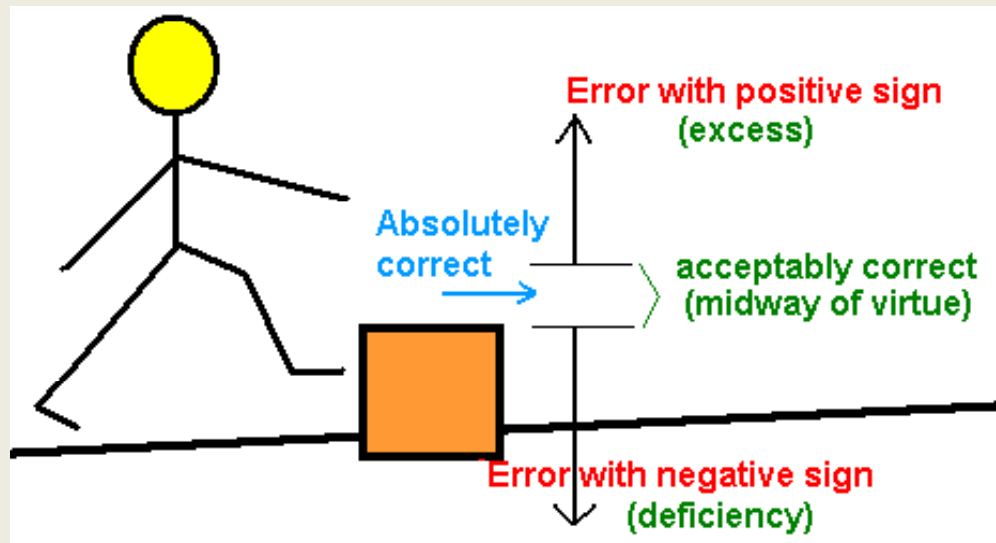 Error with positive sign
(excess)
Absolutely
correct
acceptably correct
(midway of virtue)
Error with negative sign
(deficiency)